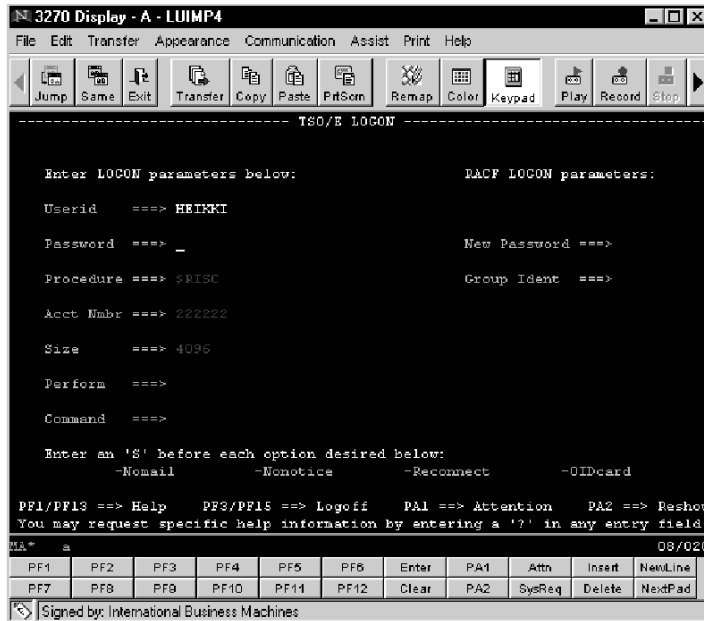 3270 Display - A - LUIMP4
File Edit Transfer Appearance Communication Assist Print Help
Jump Same Exit Transfer Copy Paste PrtScrn Remap Color Keypad Play Record Stop
------------------------------- TSO/E LOGON -----------------------------------
Enter LOGON parameters below: RACF LOGON parameters:
Userid ===> HEIKKI
Password ===> _ New Password ===>
Procedure ===> $RISC Group Ident ===>
Acct Nmbr ===> 222222
Size ===> 4096
Perform ===>
Command ===>
Enter an 'S' before each option desired below:
-Nomail -Nonotice -Reconnect -OIDcard
PF1/PF13 ==> Help PF3/PF15 ==> Logoff PA1 ==> Attention PA2 ==> Reshow
You may request specific help information by entering a '?' in any entry field
MA* a 08/020
PF1 PF2 PF3 PF4 PF5 PF6 Enter PA1 Attn Insert NewLine
PF7 PF8 PF9 PF10 PF11 PF12 Clear PA2 SysReq Delete NextPad
Signed by: International Business Machines